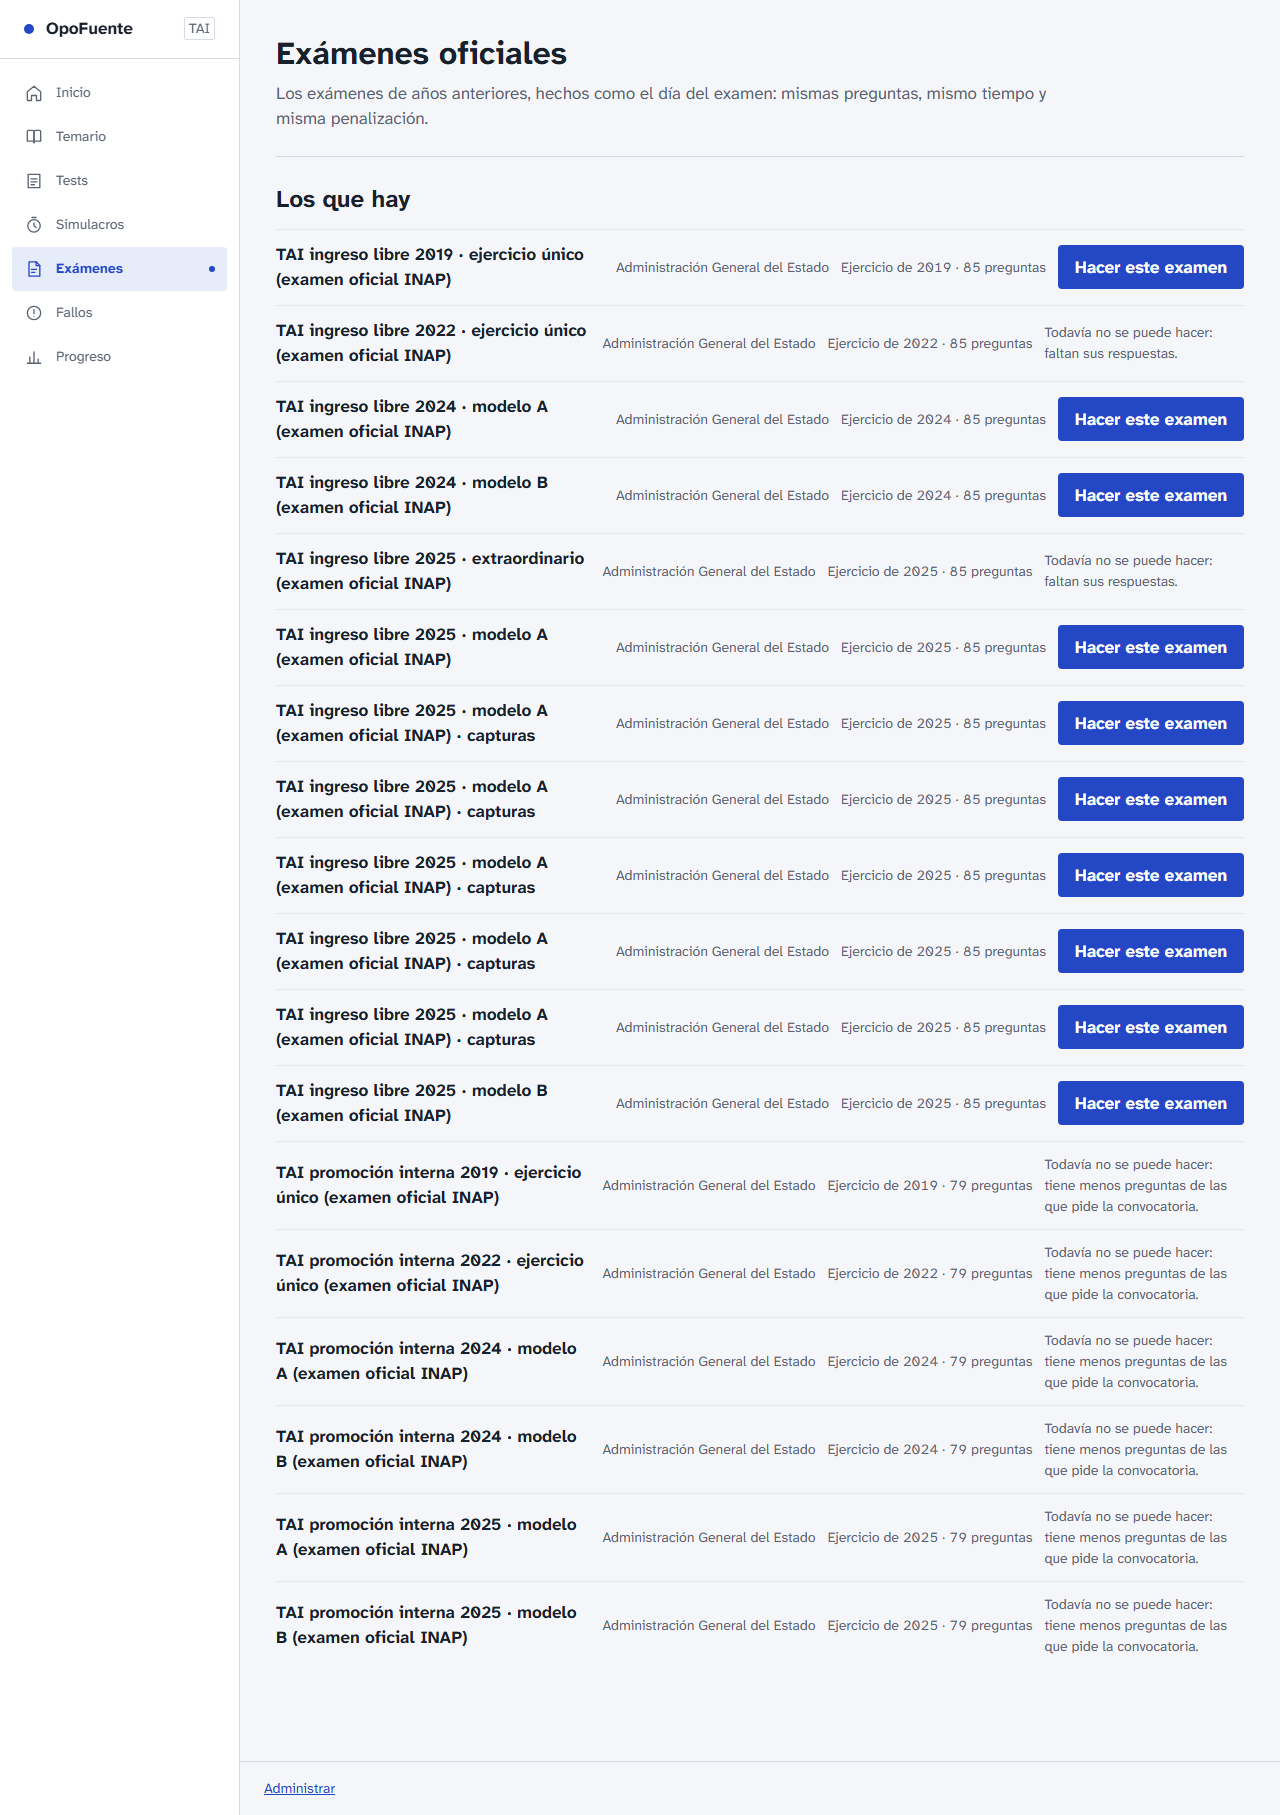 OpoFuente TAI
Inicio
Temario
Tests
Simulacros
Exámenes
Fallos
Progreso
Exámenes oficiales
Los exámenes de años anteriores, hechos como el día del examen: mismas preguntas, mismo tiempo y
misma penalización.
Los que hay
TAI ingreso libre 2019 · ejercicio único
(examen oficial INAP)
Administración General del Estado Ejercicio de 2019 · 85 preguntas
Hacer este examen
TAI ingreso libre 2022 · ejercicio único
(examen oficial INAP)
Administración General del Estado Ejercicio de 2022 · 85 preguntas
Todavía no se puede hacer:
faltan sus respuestas.
TAI ingreso libre 2024 · modelo A
(examen oficial INAP)
Administración General del Estado Ejercicio de 2024 · 85 preguntas
Hacer este examen
TAI ingreso libre 2024 · modelo B
(examen oficial INAP)
Administración General del Estado Ejercicio de 2024 · 85 preguntas
Hacer este examen
TAI ingreso libre 2025 · extraordinario
(examen oficial INAP)
Administración General del Estado Ejercicio de 2025 · 85 preguntas
Todavía no se puede hacer:
faltan sus respuestas.
TAI ingreso libre 2025 · modelo A
(examen oficial INAP)
Administración General del Estado Ejercicio de 2025 · 85 preguntas
Hacer este examen
TAI ingreso libre 2025 · modelo A
(examen oficial INAP) · capturas
Administración General del Estado Ejercicio de 2025 · 85 preguntas
Hacer este examen
TAI ingreso libre 2025 · modelo A
(examen oficial INAP) · capturas
Administración General del Estado Ejercicio de 2025 · 85 preguntas
Hacer este examen
TAI ingreso libre 2025 · modelo A
(examen oficial INAP) · capturas
Administración General del Estado Ejercicio de 2025 · 85 preguntas
Hacer este examen
TAI ingreso libre 2025 · modelo A
(examen oficial INAP) · capturas
Administración General del Estado Ejercicio de 2025 · 85 preguntas
Hacer este examen
TAI ingreso libre 2025 · modelo A
(examen oficial INAP) · capturas
Administración General del Estado Ejercicio de 2025 · 85 preguntas
Hacer este examen
TAI ingreso libre 2025 · modelo B
(examen oficial INAP)
Administración General del Estado Ejercicio de 2025 · 85 preguntas
Hacer este examen
TAI promoción interna 2019 · ejercicio
único (examen oficial INAP)
Administración General del Estado Ejercicio de 2019 · 79 preguntas
Todavía no se puede hacer:
tiene menos preguntas de las
que pide la convocatoria.
TAI promoción interna 2022 · ejercicio
único (examen oficial INAP)
Administración General del Estado Ejercicio de 2022 · 79 preguntas
Todavía no se puede hacer:
tiene menos preguntas de las
que pide la convocatoria.
TAI promoción interna 2024 · modelo
A (examen oficial INAP)
Administración General del Estado Ejercicio de 2024 · 79 preguntas
Todavía no se puede hacer:
tiene menos preguntas de las
que pide la convocatoria.
TAI promoción interna 2024 · modelo
B (examen oficial INAP)
Administración General del Estado Ejercicio de 2024 · 79 preguntas
Todavía no se puede hacer:
tiene menos preguntas de las
que pide la convocatoria.
TAI promoción interna 2025 · modelo
A (examen oficial INAP)
Administración General del Estado Ejercicio de 2025 · 79 preguntas
Todavía no se puede hacer:
tiene menos preguntas de las
que pide la convocatoria.
TAI promoción interna 2025 · modelo
B (examen oficial INAP)
Administración General del Estado Ejercicio de 2025 · 79 preguntas
Todavía no se puede hacer:
tiene menos preguntas de las
que pide la convocatoria.
Administrar